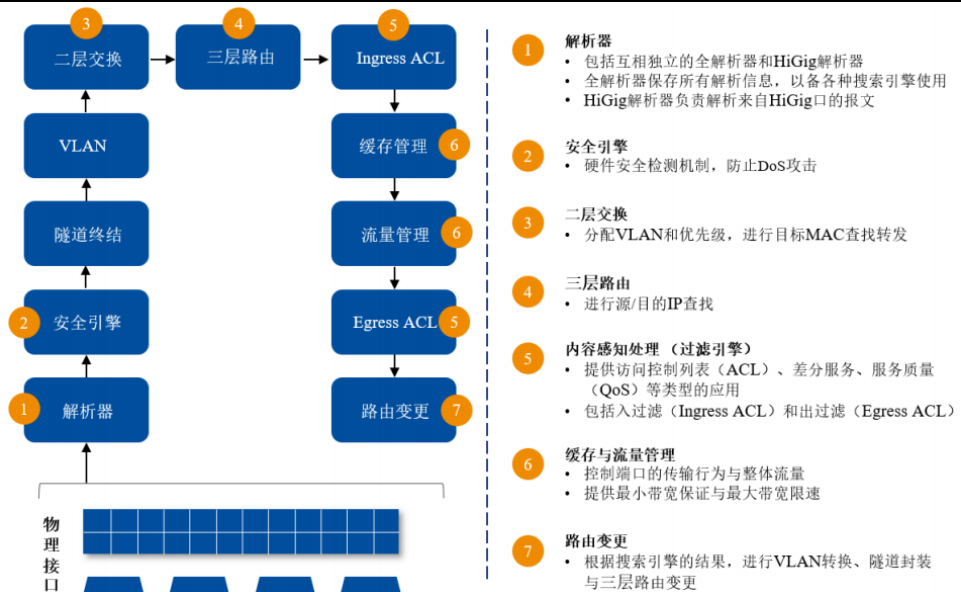 3
4
5
二层交换
三层路由
Ingress ACL
VLAN
缓存管理
6
隧道终结
流量管理
6
2
安全引擎
Egress ACL
5
1
解析器
路由变更
7
物
理
接
口
1
解析器
• 包括互相独立的全解析器和HiGig解析器
• 全解析器保存所有解析信息，以备各种搜索引擎使用
• HiGig解析器负责解析来自HiGig口的报文
2
安全引擎
• 硬件安全检测机制，防止DoS攻击
3
二层交换
• 分配VLAN和优先级，进行目标MAC查找转发
4
三层路由
• 进行源/目的IP查找
5
内容感知处理 （过滤引擎）
• 提供访问控制列表（ACL）、差分服务、服务质量
（QoS）等类型的应用
• 包括入过滤（Ingress ACL）和出过滤（Egress ACL）
6
缓存与流量管理
• 控制端口的传输行为与整体流量
• 提供最小带宽保证与最大带宽限速
7
路由变更
• 根据搜索引擎的结果，进行VLAN转换、隧道封装
与三层路由变更